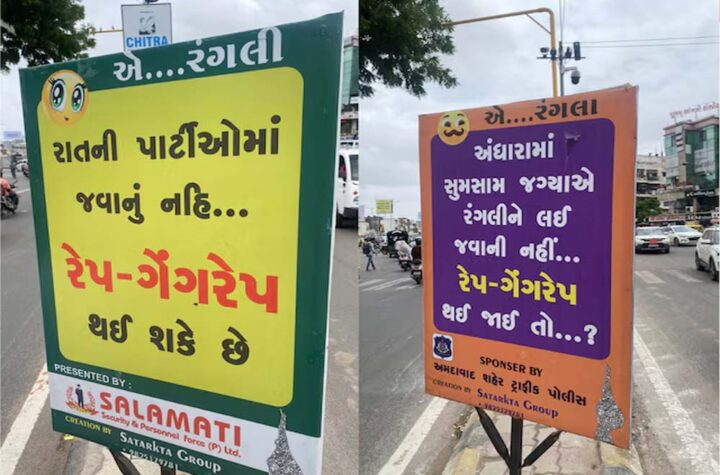 CHITRA
એ....રંગલી
રાતની પાર્ટીઓમાં
જવાનું નહિ...
રેપ-ગેંગરેપ
થઈ શકે છે
PRESENTED BY :
SALAMATI
Security & Personnel Force (P) Ltd.
CREATION BY SATARKTA GROUP
એ....રંગલા
અંધારામાં
સુમસામ જગ્યાએ
રંગલીને લઈ
જવાની નહીં...
રેપ-ગેંગરેપ
થઈ જાઈ તો...?
SPONSER BY
અમદાવાદ શહેર ટ્રાફીક પોલીસ
CREATION BY SATARKTA GROUP